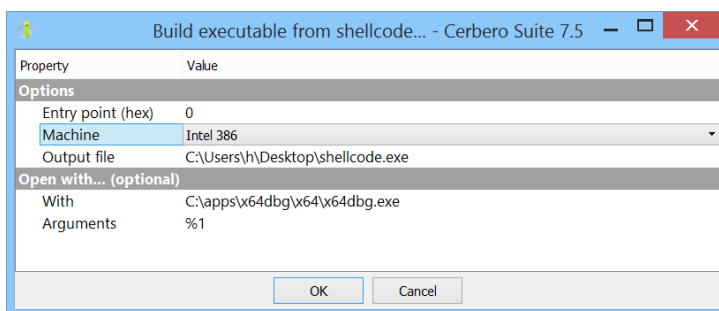 Build executable from shellcode... - Cerbero Suite 7.5
Property Value
Options
Entry point (hex) 0
Machine Intel 386
Output file C:\Users\h\Desktop\shellcode.exe
Open with... (optional)
With C:\apps\x64dbg\x64\x64dbg.exe
Arguments %1
OK Cancel